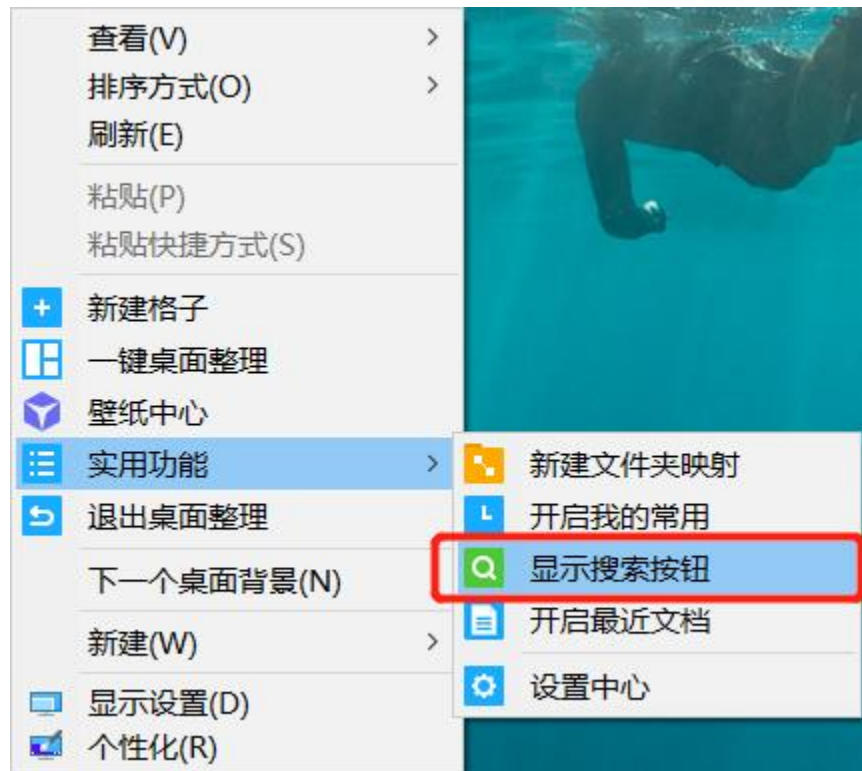 查看(V)
排序方式(O)
刷新(E)
粘贴(P)
粘贴快捷方式(S)
新建格子
一键桌面整理
壁纸中心
实用功能
退出桌面整理
下一个桌面背景(N)
新建(W)
显示设置(D)
个性化(R)
新建文件夹映射
开启我的常用
显示搜索按钮
开启最近文档
设置中心